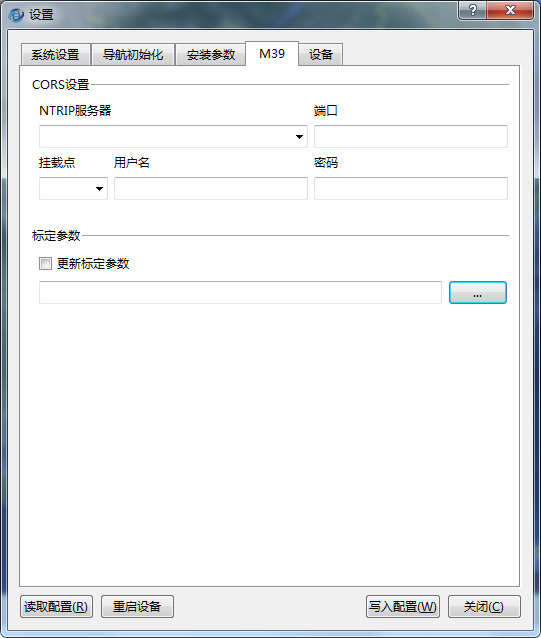 设置
系统设置 导航初始化 安装参数 M39 设备
CORS设置
NTRIP服务器 端口
挂载点 用户名 密码
标定参数
更新标定参数
...
读取配置(R) 重启设备 写入配置(W) 关闭(C)